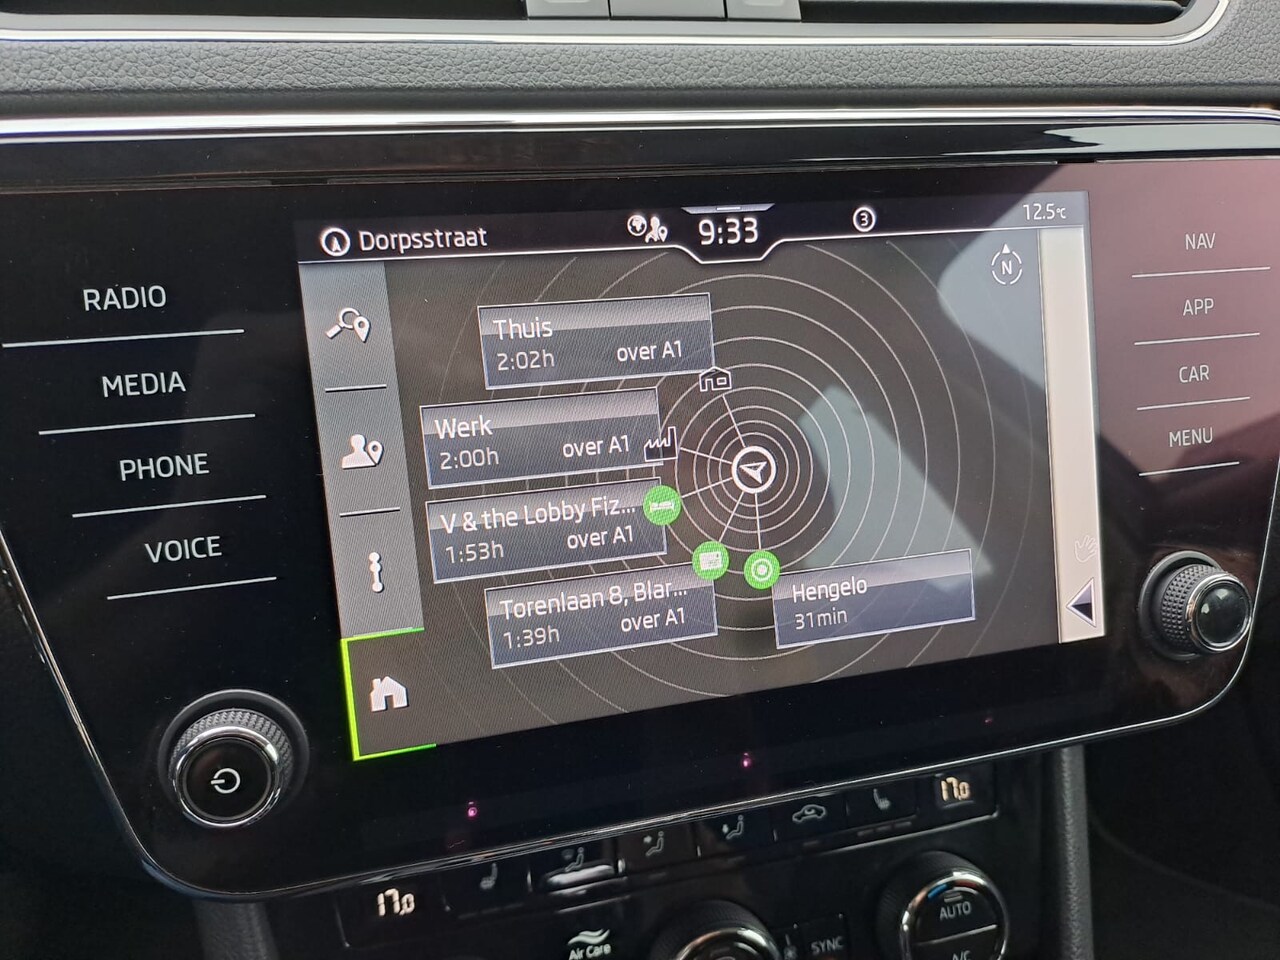 Dorpsstraat
9:33
3
12.5°C
RADIO
MEDIA
PHONE
VOICE
NAV
APP
CAR
MENU
N
Thuis
2:02h over A1
Werk
2:00h over A1
V & the Lobby Fiz...
1:53h over A1
Torenlaan 8, Blar...
1:39h over A1
Hengelo
31min
17.0
17.0
Air Care
SYNC
AUTO
A/C